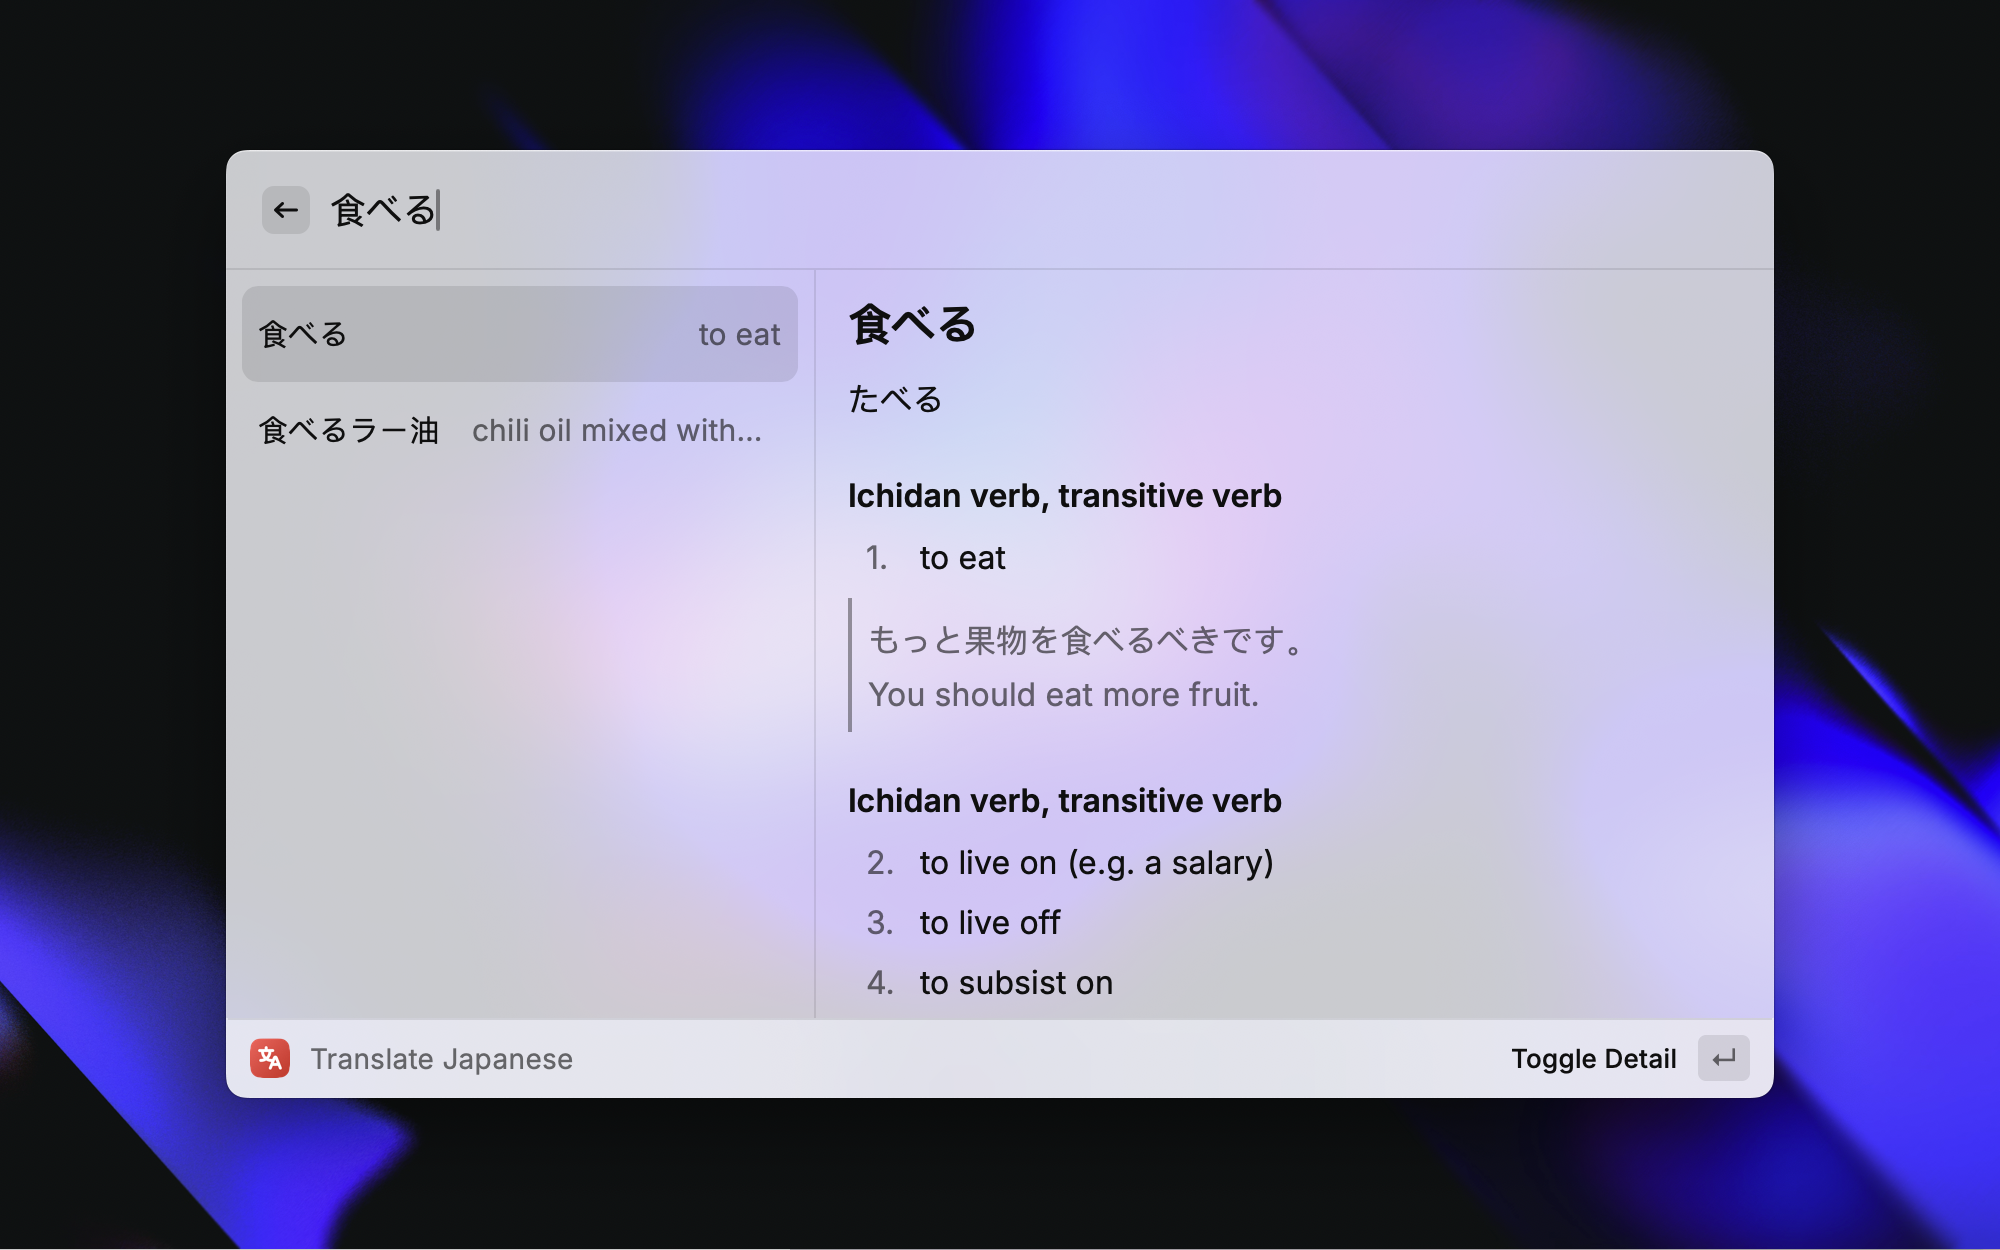 食べる
食べる to eat
食べるラー油 chili oil mixed with...
食べる
たべる
Ichidan verb, transitive verb
1. to eat
もっと果物を食べるべきです。
You should eat more fruit.
Ichidan verb, transitive verb
2. to live on (e.g. a salary)
3. to live off
4. to subsist on
Translate Japanese
Toggle Detail